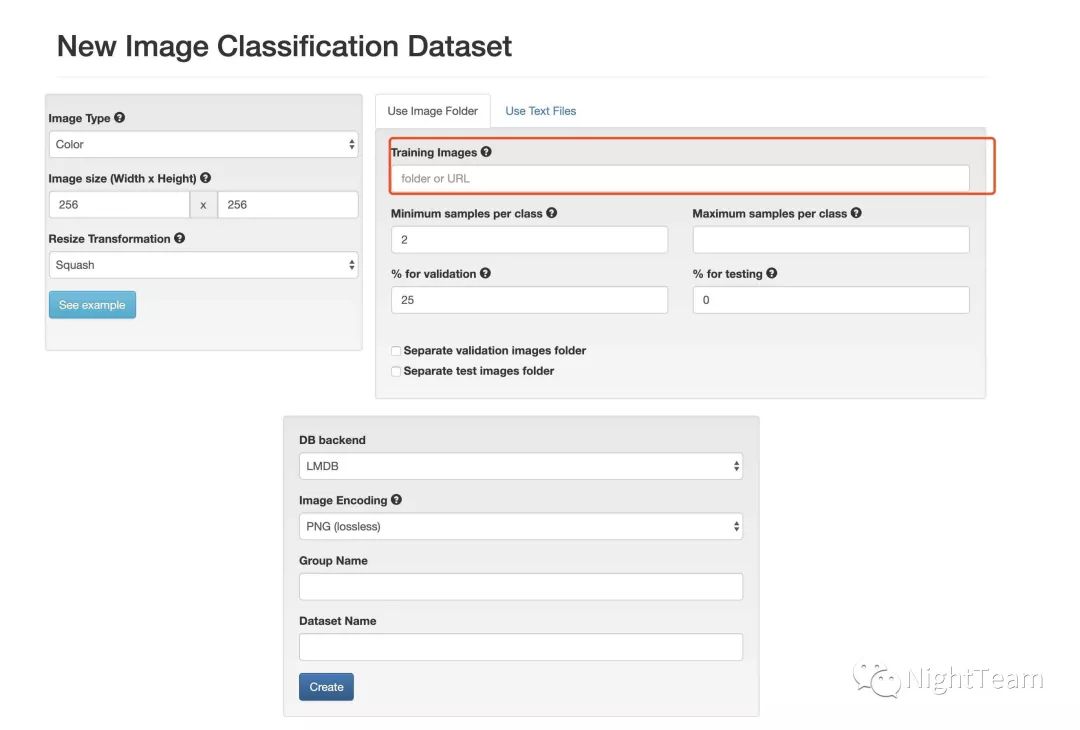 New Image Classification Dataset
Image Type
Color
Image size (Width x Height)
256 x 256
Resize Transformation
Squash
See example
Use Image Folder Use Text Files
Training Images
folder or URL
Minimum samples per class Maximum samples per class
2
% for validation % for testing
25 0
Separate validation images folder
Separate test images folder
DB backend
LMDB
Image Encoding
PNG (lossless)
Group Name
Dataset Name
Create
NightTeam